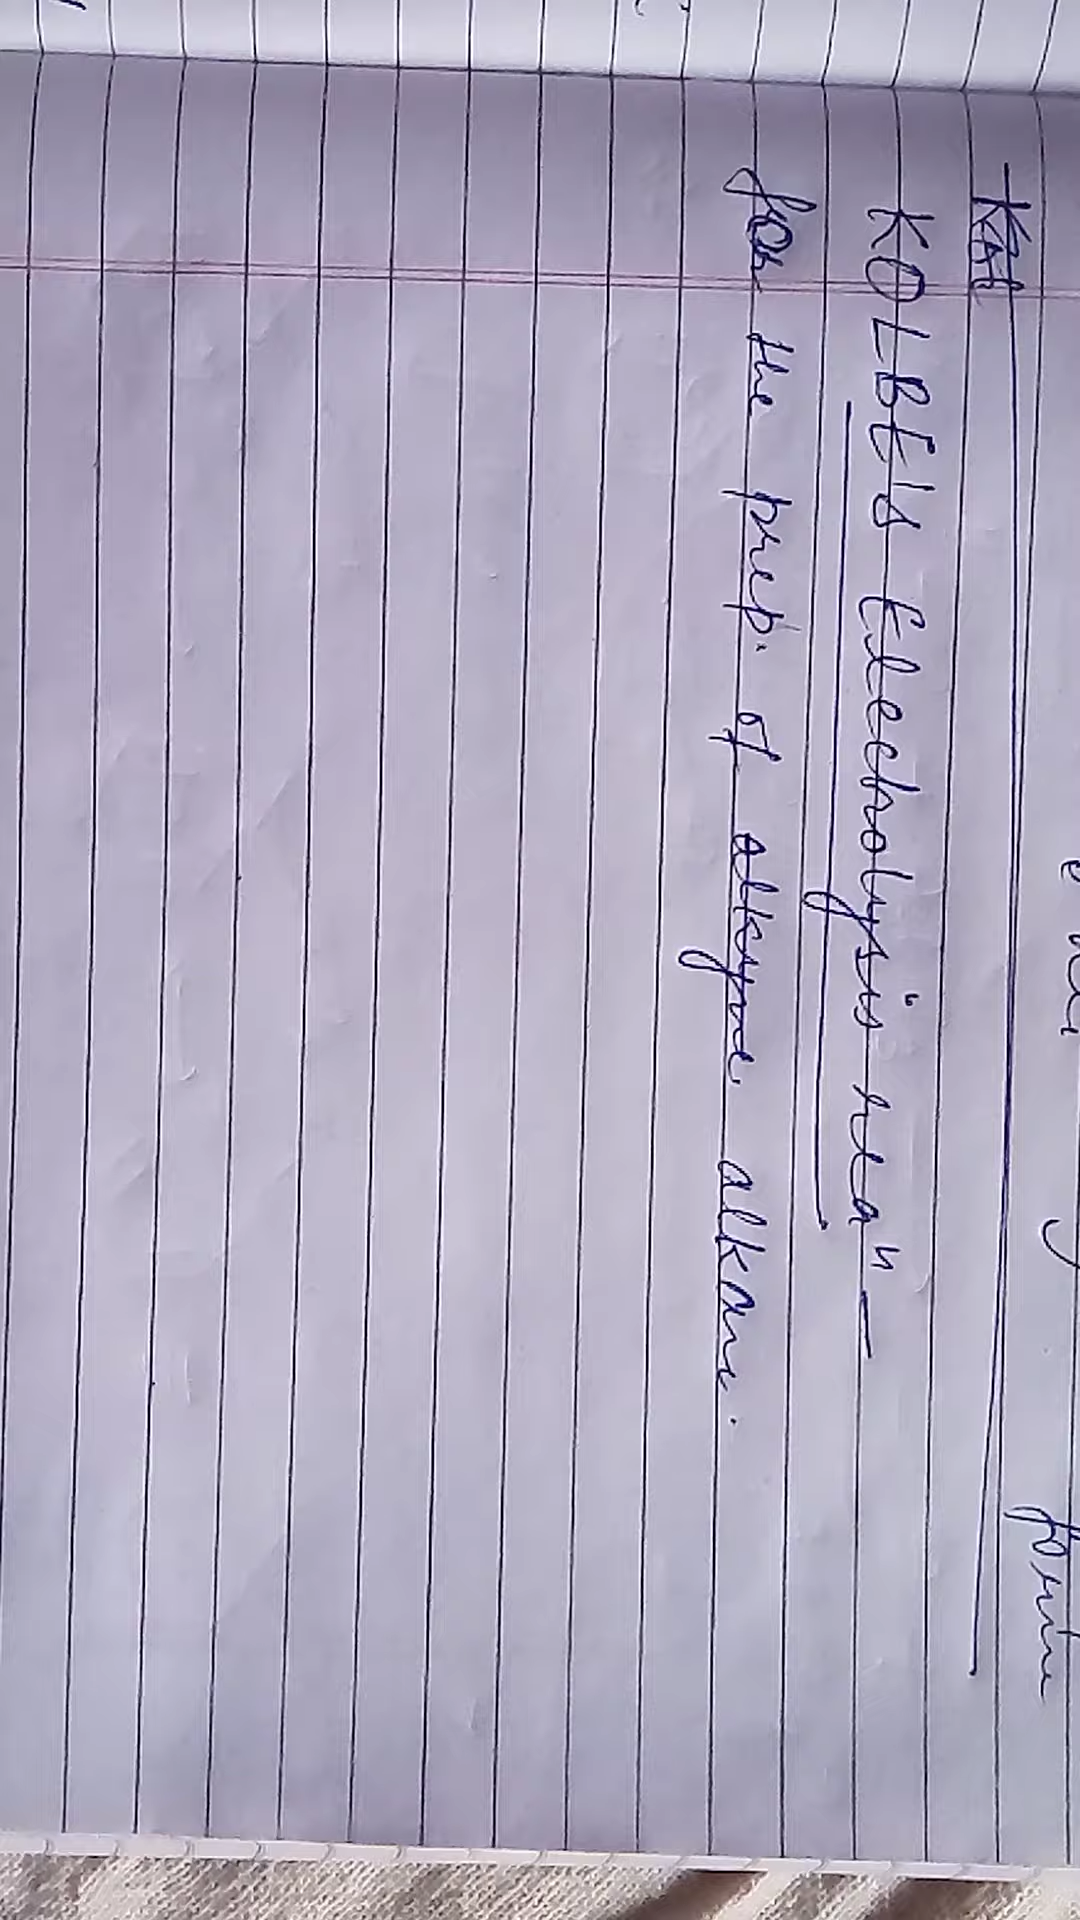 KOLBE'S Electrolysis reaⁿ —
for the prep. of alkyne alkane.